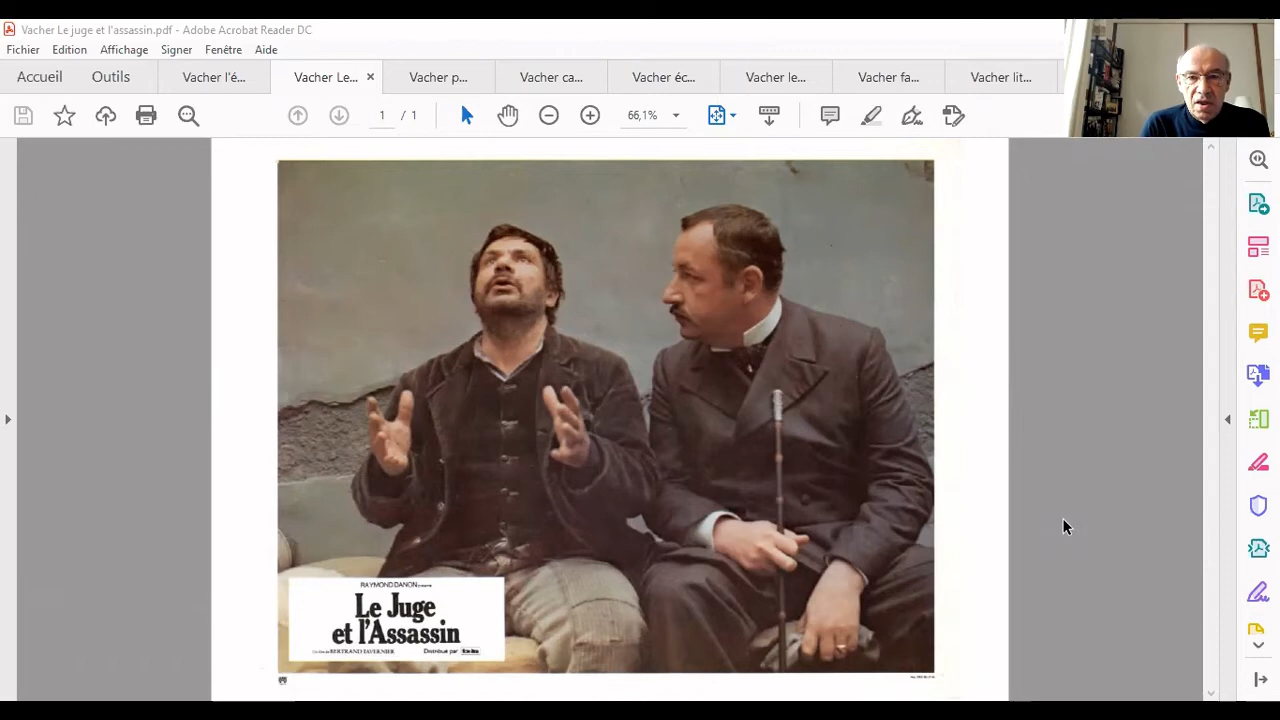 Vacher Le juge et l'assassin.pdf - Adobe Acrobat Reader DC
Fichier Edition Affichage Signer Fenêtre Aide
Accueil Outils Vacher l'é... Vacher Le... Vacher p... Vacher ca... Vacher éc... Vacher le... Vacher fa... Vacher lit...
1 / 1 66,1%
RAYMOND DANON
Le Juge
et l'Assassin
BERTRAND TAVERNIER Distribué par